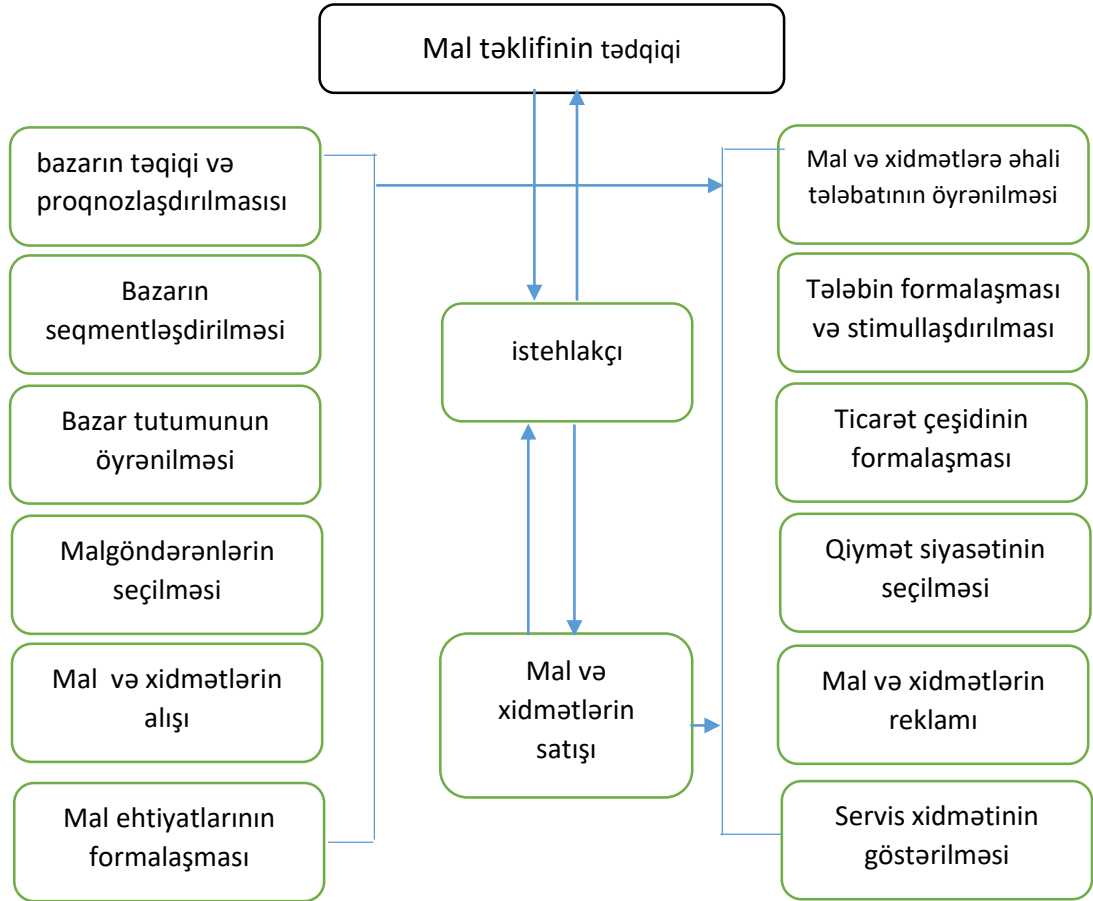 Mal təklifinin tədqiqi
bazarın təqiqi və
proqnozlaşdırılmasısı
Bazarın
seqmentləşdirilməsi
Bazar tutumunun
öyrənilməsi
Malgöndərənlərin
seçilməsi
Mal və xidmətlərin
alışı
Mal ehtiyatlarının
formalaşması
istehlakçı
Mal və
xidmətlərin
satışı
Mal və xidmətlərə əhali
tələbatının öyrənilməsi
Tələbin formalaşması
və stimullaşdırılması
Ticarət çeşidinin
formalaşması
Qiymət siyasətinin
seçilməsi
Mal və xidmətlərin
reklamı
Servis xidmətinin
göstərilməsi